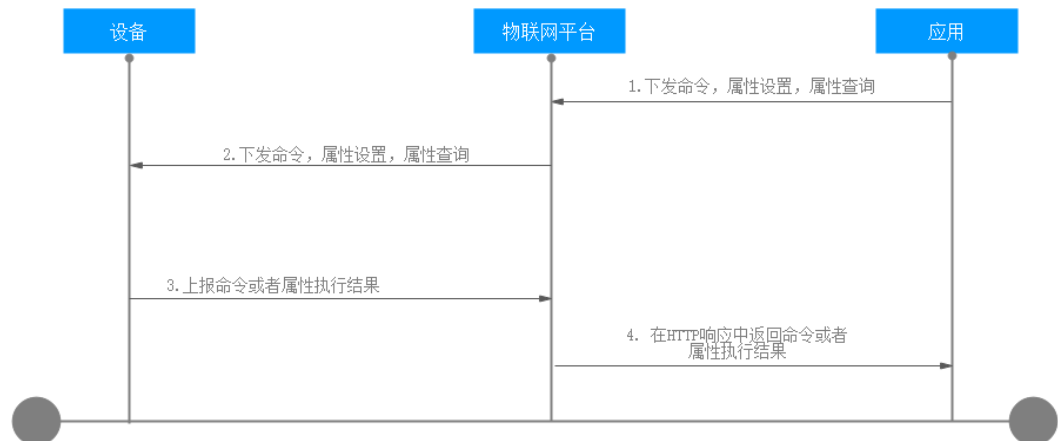 设备
物联网平台
应用
1.下发命令，属性设置，属性查询
2.下发命令，属性设置，属性查询
3.上报命令或者属性执行结果
4. 在HTTP响应中返回命令或者
属性执行结果